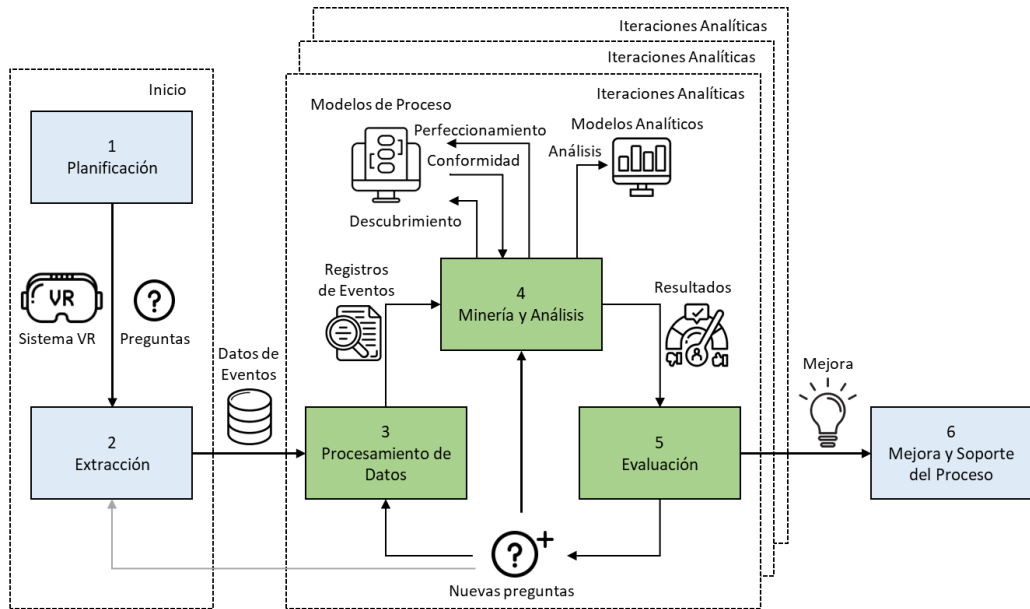 Iteraciones Analíticas
Iteraciones Analíticas
Iteraciones Analíticas
Inicio
1
Planificación
Sistema VR
VR
Preguntas
2
Extracción
Datos de
Eventos
Modelos de Proceso
Perfeccionamiento
Conformidad
Descubrimiento
Análisis
Modelos Analíticos
Registros
de Eventos
4
Minería y Análisis
Resultados
3
Procesamiento de
Datos
5
Evaluación
Nuevas preguntas
?
?
+
Mejora
6
Mejora y Soporte
del Proceso